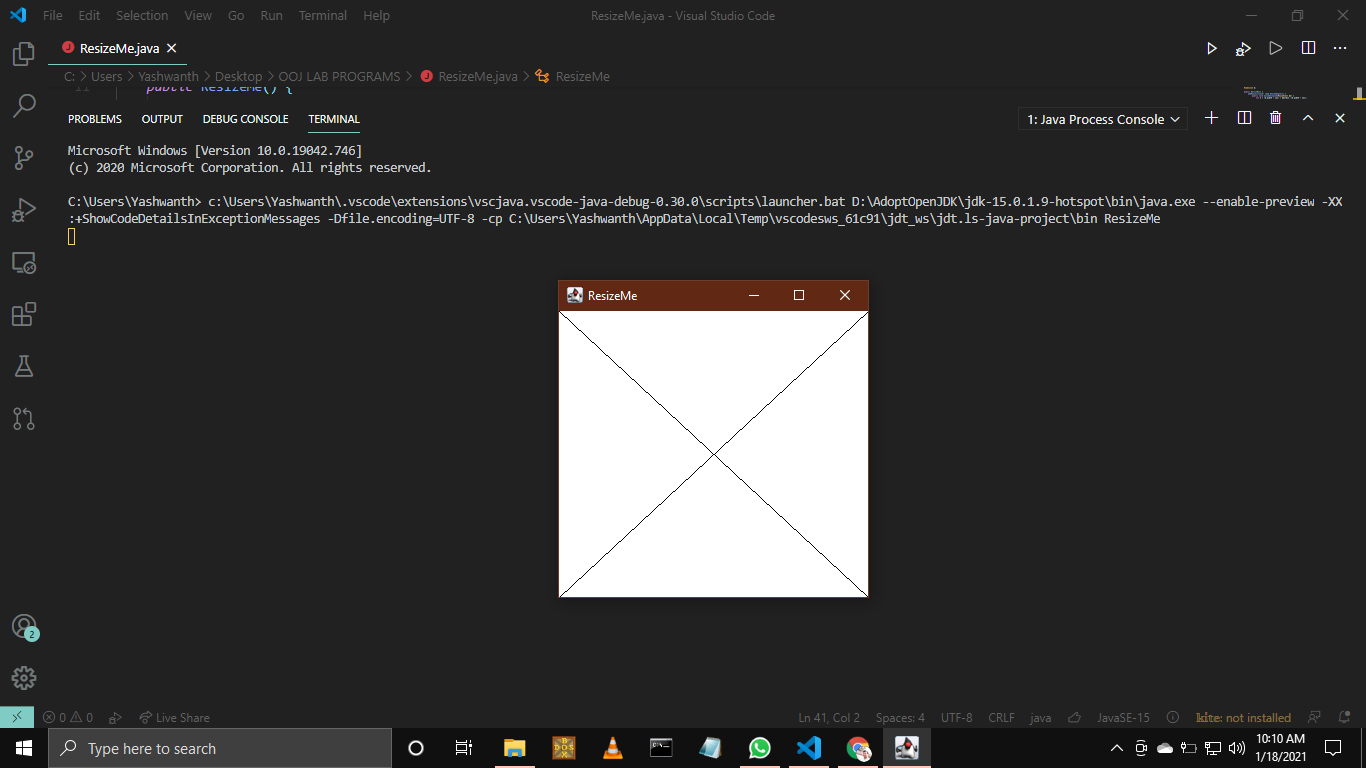 File Edit Selection View Go Run Terminal Help ResizeMe.java - Visual Studio Code
J ResizeMe.java
C: > Users > Yashwanth > Desktop > OOJ LAB PROGRAMS > J ResizeMe.java > ResizeMe
11 public ResizeMe() {
PROBLEMS OUTPUT DEBUG CONSOLE TERMINAL 1: Java Process Console
Microsoft Windows [Version 10.0.19042.746]
(c) 2020 Microsoft Corporation. All rights reserved.
C:\Users\Yashwanth> c:\Users\Yashwanth\.vscode\extensions\vscjava.vscode-java-debug-0.30.0\scripts\launcher.bat D:\AdoptOpenJDK\jdk-15.0.1.9-hotspot\bin\java.exe --enable-preview -XX
:+ShowCodeDetailsInExceptionMessages -Dfile.encoding=UTF-8 -cp C:\Users\Yashwanth\AppData\Local\Temp\vscodesws_61c91\jdt_ws\jdt.ls-java-project\bin ResizeMe
ResizeMe
2
0 0 Live Share Ln 41, Col 2 Spaces: 4 UTF-8 CRLF java JavaSE-15 kite: not installed
Type here to search
DOS
10:10 AM
1/18/2021